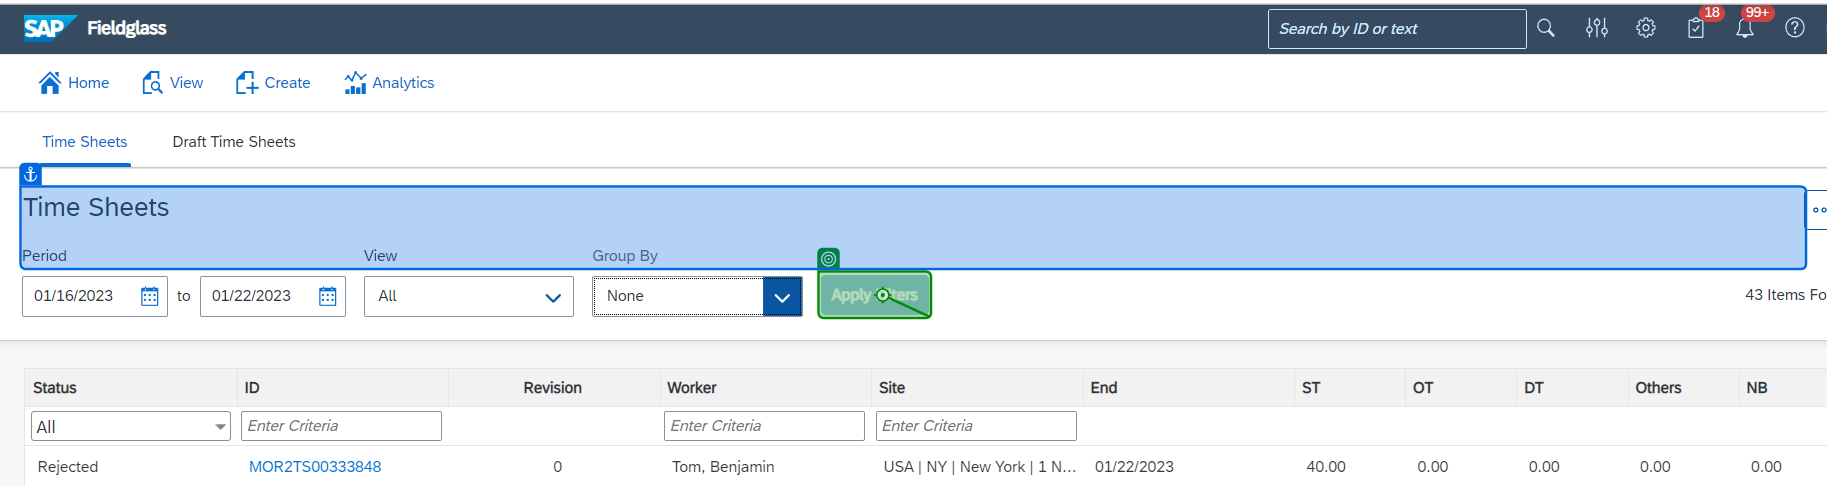 SAP Fieldglass Search by ID or text 18 99+
Home View Create Analytics
Time Sheets Draft Time Sheets
Time Sheets
Period View Group By
01/16/2023 to 01/22/2023 All None Apply Filters 43 Items Fo
Status ID Revision Worker Site End ST OT DT Others NB
All Enter Criteria Enter Criteria Enter Criteria
Rejected MOR2TS00333848 0 Tom, Benjamin USA | NY | New York | 1 N... 01/22/2023 40.00 0.00 0.00 0.00 0.00